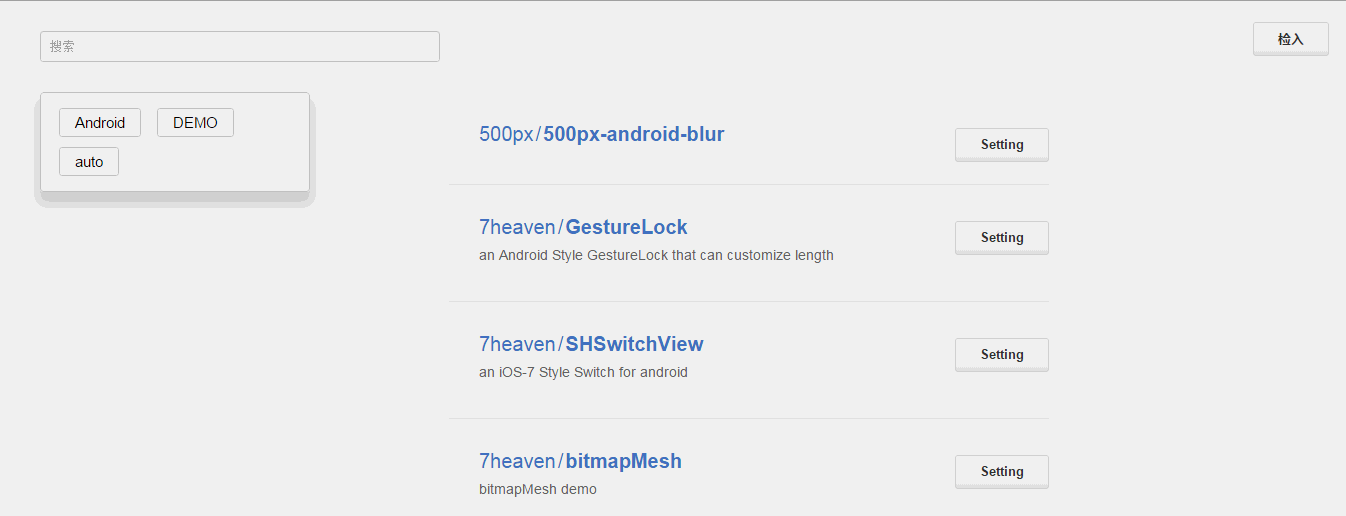 搜索
检入
Android DEMO
auto
500px/500px-android-blur
Setting
7heaven/GestureLock
an Android Style GestureLock that can customize length
Setting
7heaven/SHSwitchView
an iOS-7 Style Switch for android
Setting
7heaven/bitmapMesh
bitmapMesh demo
Setting